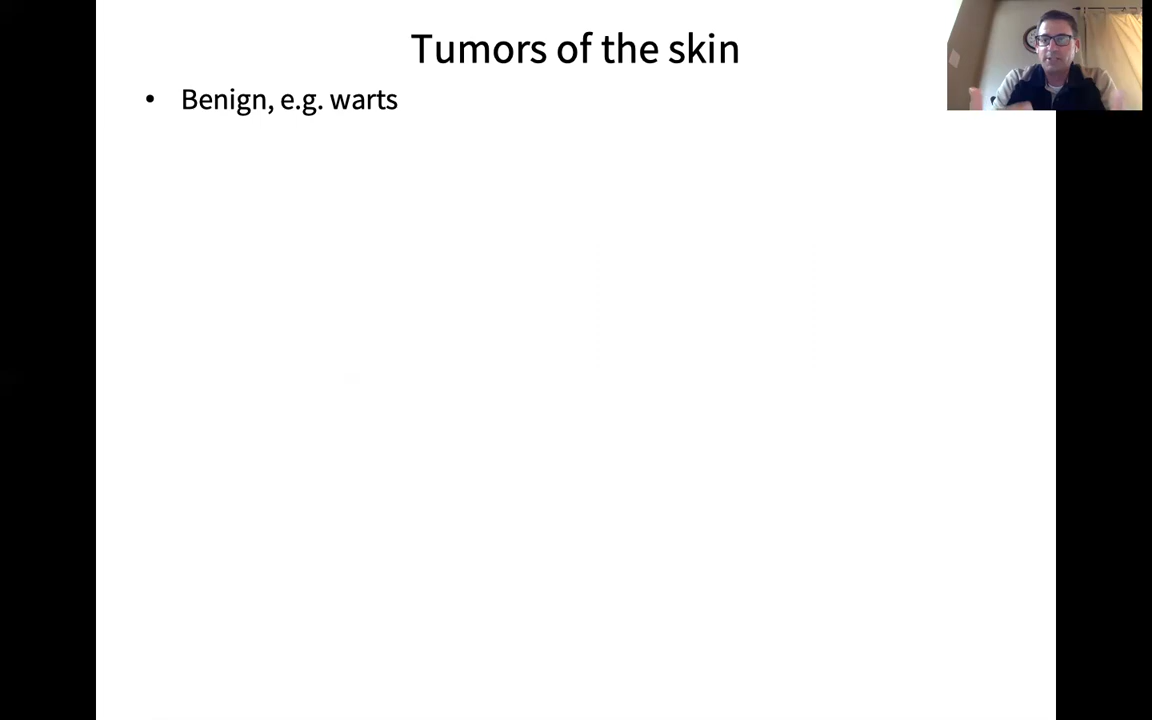 Tumors of the skin
• Benign, e.g. warts